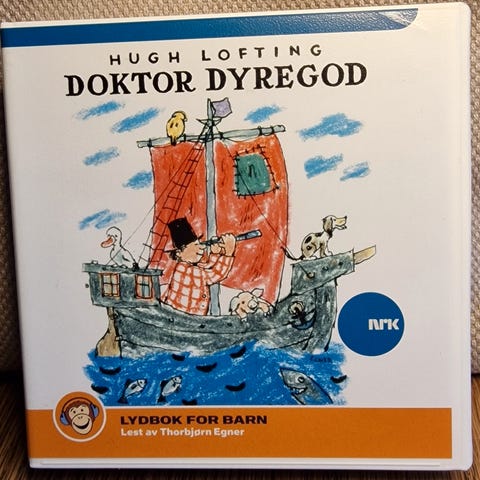 HUGH LOFTING
DOKTOR DYREGOD
NRK
LYDBOK FOR BARN
Lest av Thorbjørn Egner